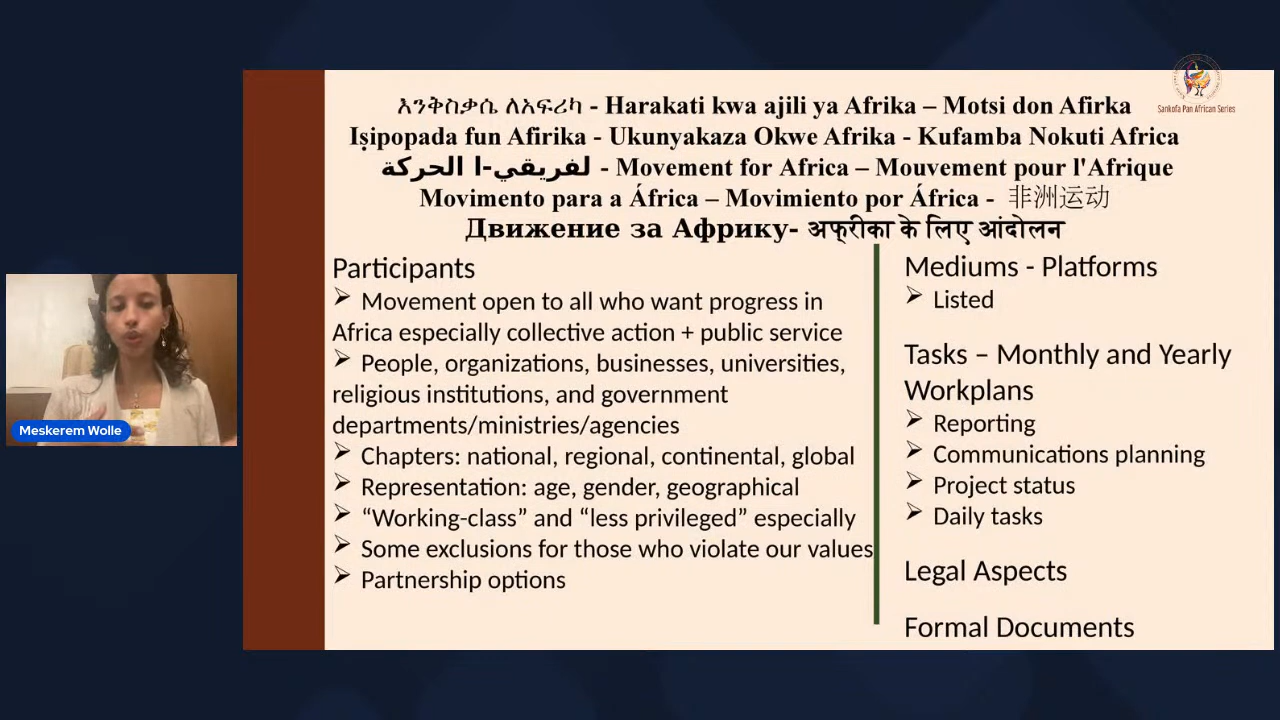 Sankofa Pan African Series
እንቅስቃሴ ለአፍሪካ - Harakati kwa ajili ya Afrika – Motsi don Afirka
Iṣipopada fun Afirika - Ukunyakaza Okwe Afrika - Kufamba Nokuti Africa
لفريقي-ا الحركة - Movement for Africa – Mouvement pour l'Afrique
Movimento para a África – Movimiento por África - 非洲运动
Движение за Африку- अफ्रीका के लिए आंदोलन
Participants
➢ Movement open to all who want progress in
Africa especially collective action + public service
➢ People, organizations, businesses, universities,
religious institutions, and government
departments/ministries/agencies
➢ Chapters: national, regional, continental, global
➢ Representation: age, gender, geographical
➢ “Working-class” and “less privileged” especially
➢ Some exclusions for those who violate our values
➢ Partnership options
Mediums - Platforms
➢ Listed
Tasks – Monthly and Yearly
Workplans
➢ Reporting
➢ Communications planning
➢ Project status
➢ Daily tasks
Legal Aspects
Formal Documents
Meskerem Wolle